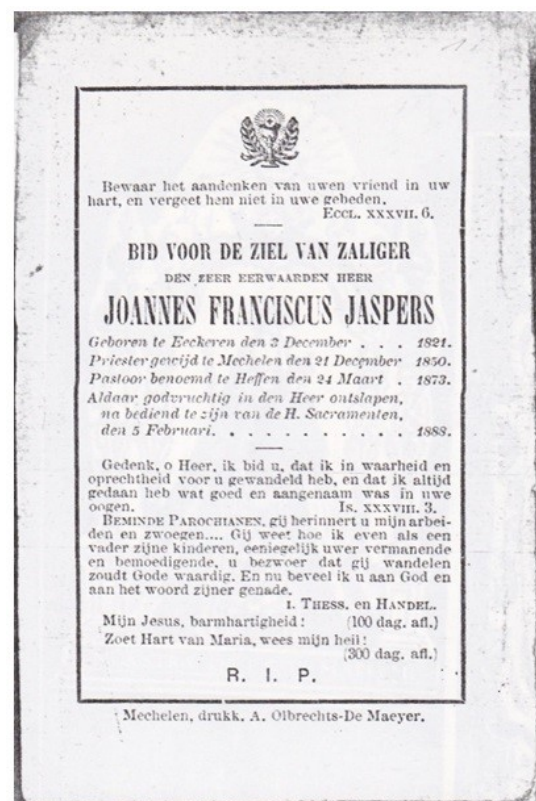 Bewaar het aandenken van uwen vriend in uw
hart, en vergeet hem niet in uwe gebeden.
ECCL. XXXVII. 6.
BID VOOR DE ZIEL VAN ZALIGER
DEN ZEER EERWAARDEN HEER
JOANNES FRANCISCUS JASPERS
Geboren te Eeckeren den 3 December . . . 1821.
Priester gewijd te Mechelen den 21 December 1850.
Pastoor benoemd te Heffen den 24 Maart . 1873.
Aldaar godvruchtig in den Heer ontslapen,
na bediend te zijn van de H. Sacramenten,
den 5 Februari. . . . . . . . . . . 1888.
Gedenk, o Heer, ik bid u, dat ik in waarheid en
oprechtheid voor u gewandeld heb, en dat ik altijd
gedaan heb wat goed en aangenaam was in uwe
oogen. IS. XXXVIII. 3.
BEMINDE PAROCHIANEN, gij herinnert u mijn arbei-
den en zwoegen.... Gij weet hoe ik even als een
vader zijne kinderen, eeniegelijk uwer vermanende
en bemoedigende, u bezwoer dat gij wandelen
zoudt Gode waardig. En nu beveel ik u aan God en
aan het woord zijner genade.
I. THESS. EN HANDEL.
Mijn Jesus, barmhartigheid! (100 dag. afl.)
Zoet Hart van Maria, wees mijn heil!
(300 dag. afl.)
R. I. P.
Mechelen, drukk. A. Olbrechts-De Maeyer.